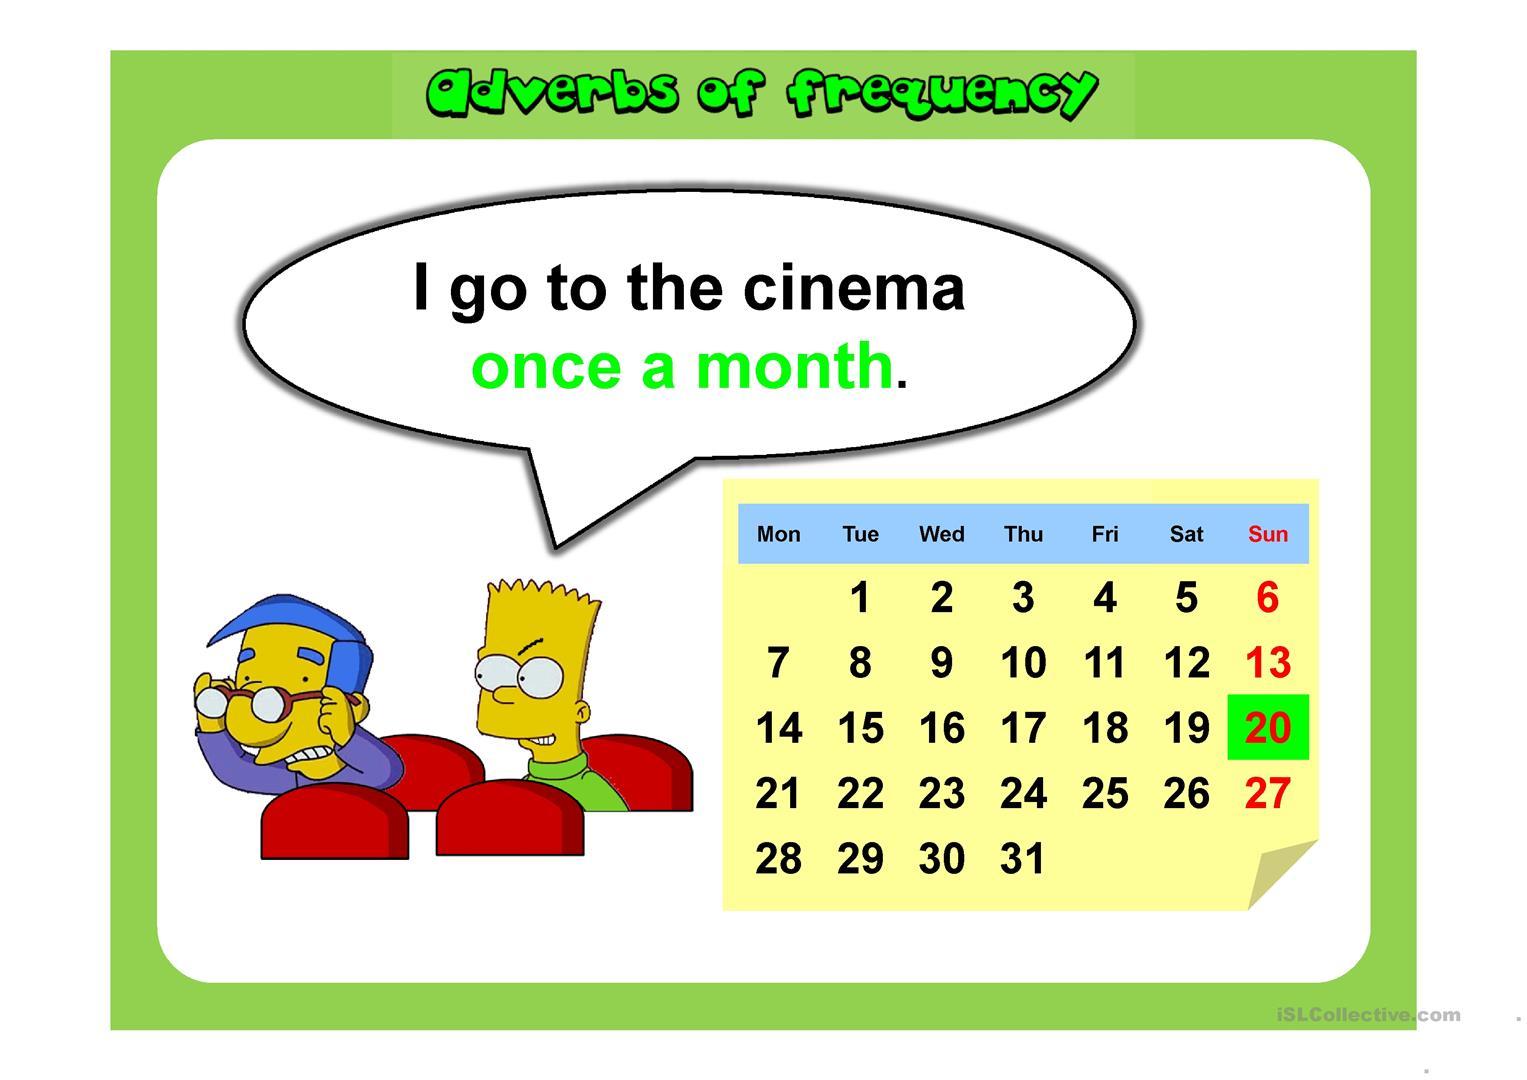 adverbs of frequency
I go to the cinema
once a month.
Mon Tue Wed Thu Fri Sat Sun
1 2 3 4 5 6
7 8 9 10 11 12 13
14 15 16 17 18 19 20
21 22 23 24 25 26 27
28 29 30 31
iSLCollective.com